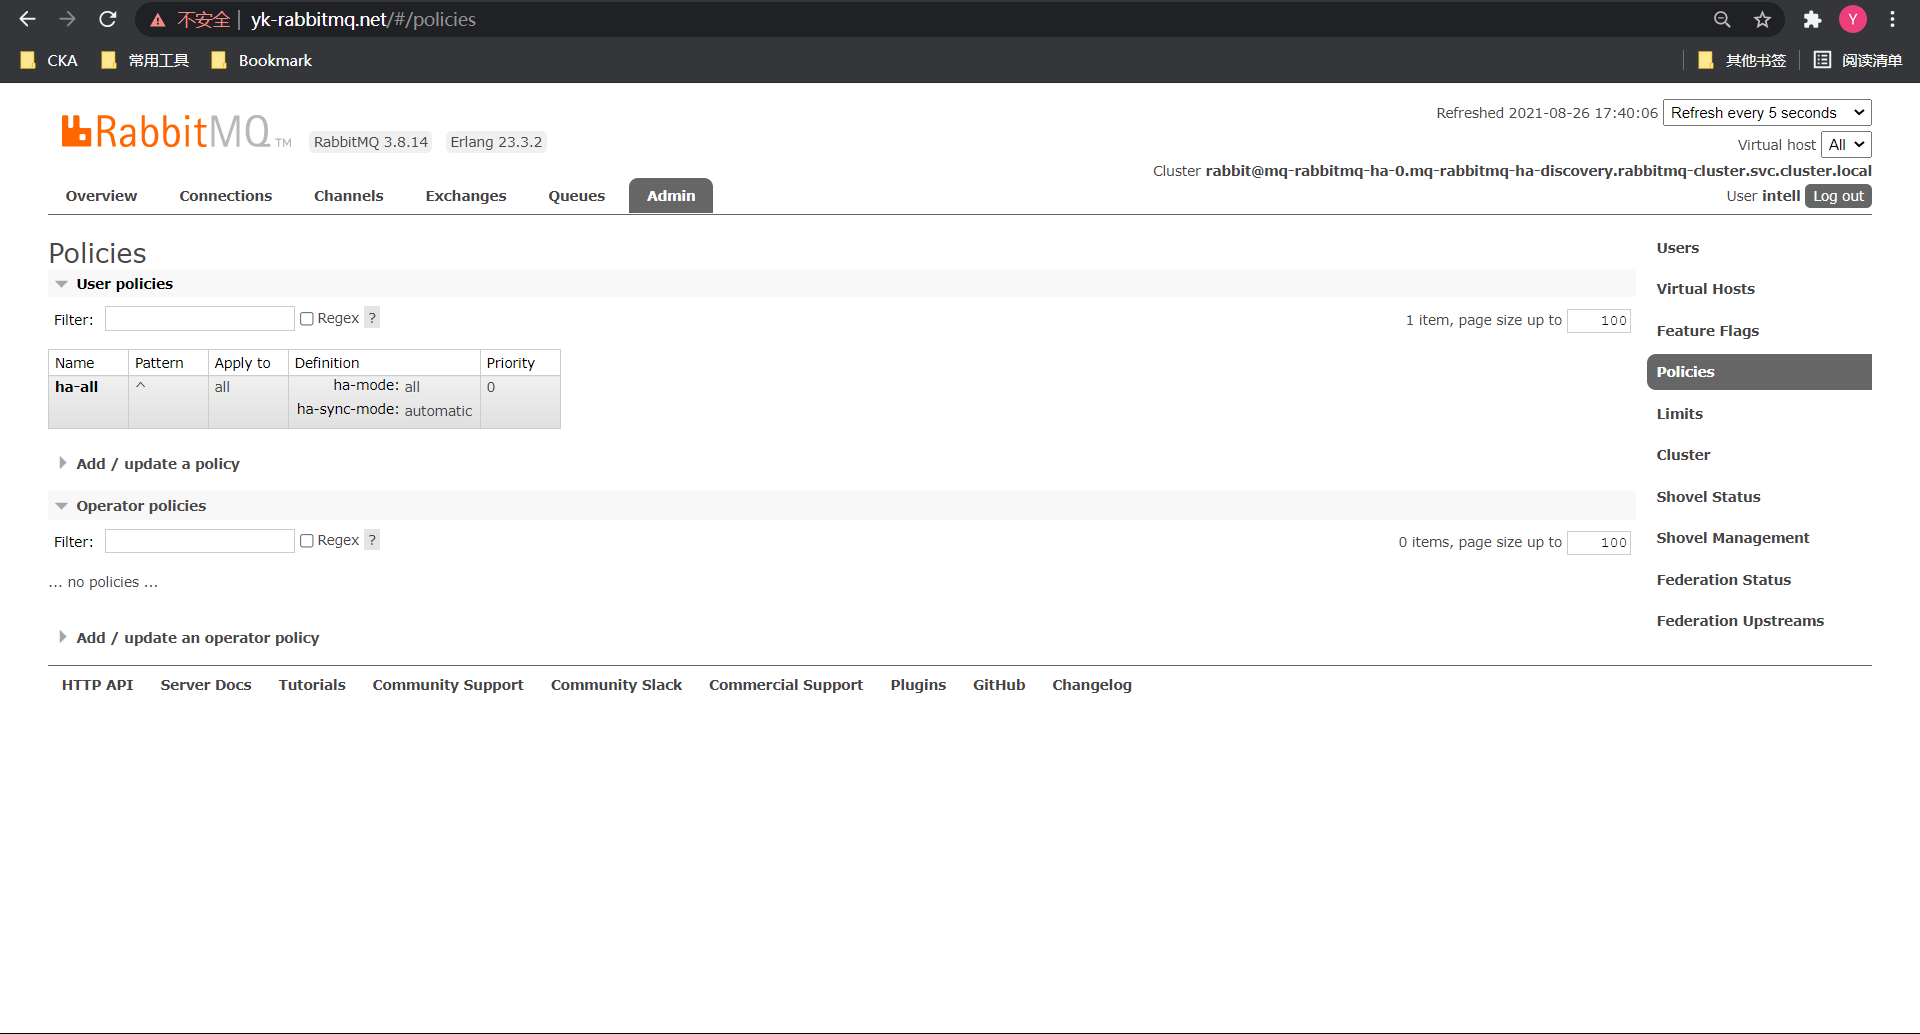 不安全 yk-rabbitmq.net/#/policies Y
CKA 常用工具 Bookmark 其他书签 阅读清单
RabbitMQ TM RabbitMQ 3.8.14 Erlang 23.3.2
Refreshed 2021-08-26 17:40:06 Refresh every 5 seconds
Virtual host All
Cluster rabbit@mq-rabbitmq-ha-0.mq-rabbitmq-ha-discovery.rabbitmq-cluster.svc.cluster.local
User intell Log out
Overview Connections Channels Exchanges Queues Admin
Policies
User policies
Filter: Regex ? 1 item, page size up to 100
Name Pattern Apply to Definition Priority
ha-all ^ all ha-mode: all 0
ha-sync-mode: automatic
Add / update a policy
Operator policies
Filter: Regex ? 0 items, page size up to 100
... no policies ...
Add / update an operator policy
Users
Virtual Hosts
Feature Flags
Policies
Limits
Cluster
Shovel Status
Shovel Management
Federation Status
Federation Upstreams
HTTP API Server Docs Tutorials Community Support Community Slack Commercial Support Plugins GitHub Changelog